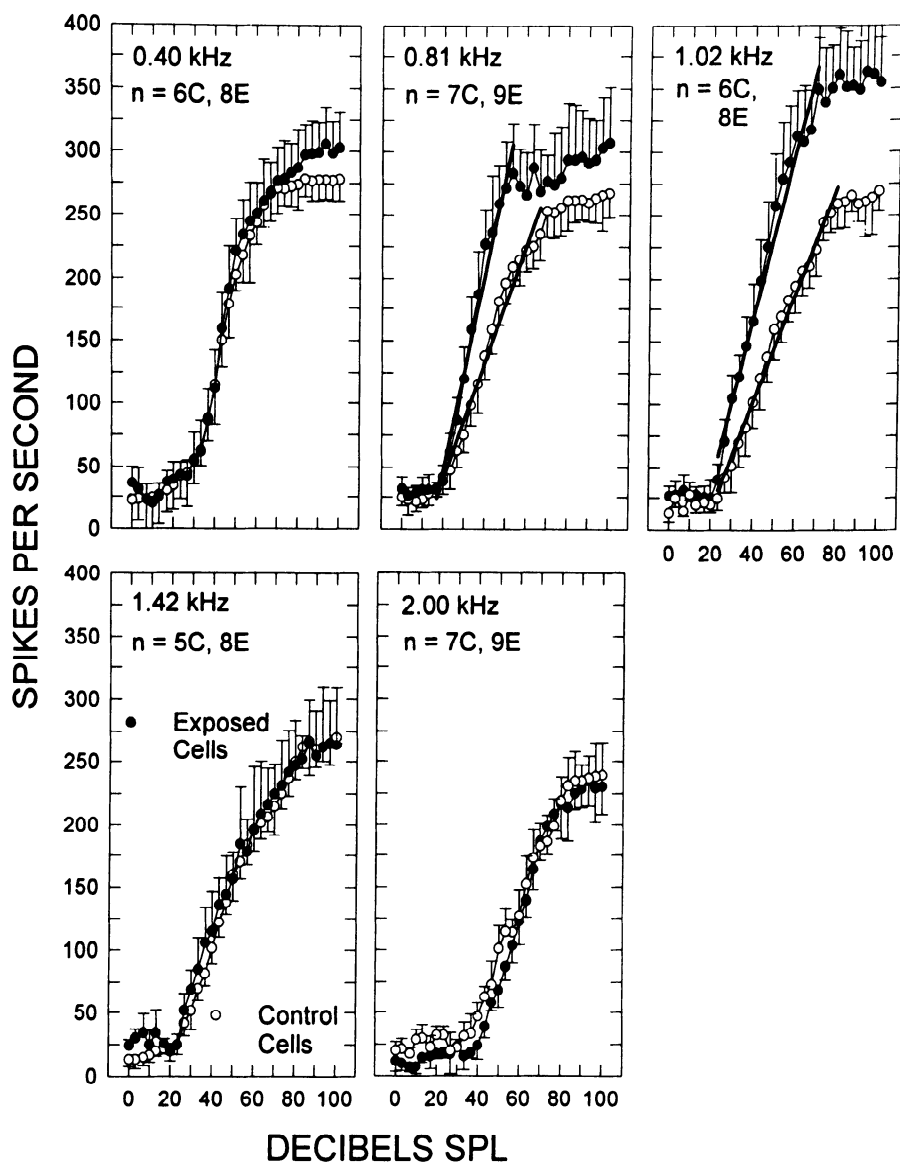 SPIKES PER SECOND
400
350
300
250
200
150
100
50
0
0.40 kHz
n = 6C, 8E
0.81 kHz
n = 7C, 9E
1.02 kHz
n = 6C,
8E
0 20 40 60 80 100
400
350
300
250
200
150
100
50
0
1.42 kHz
n = 5C, 8E
Exposed
Cells
Control
Cells
0 20 40 60 80 100
2.00 kHz
n = 7C, 9E
0 20 40 60 80 100
DECIBELS SPL